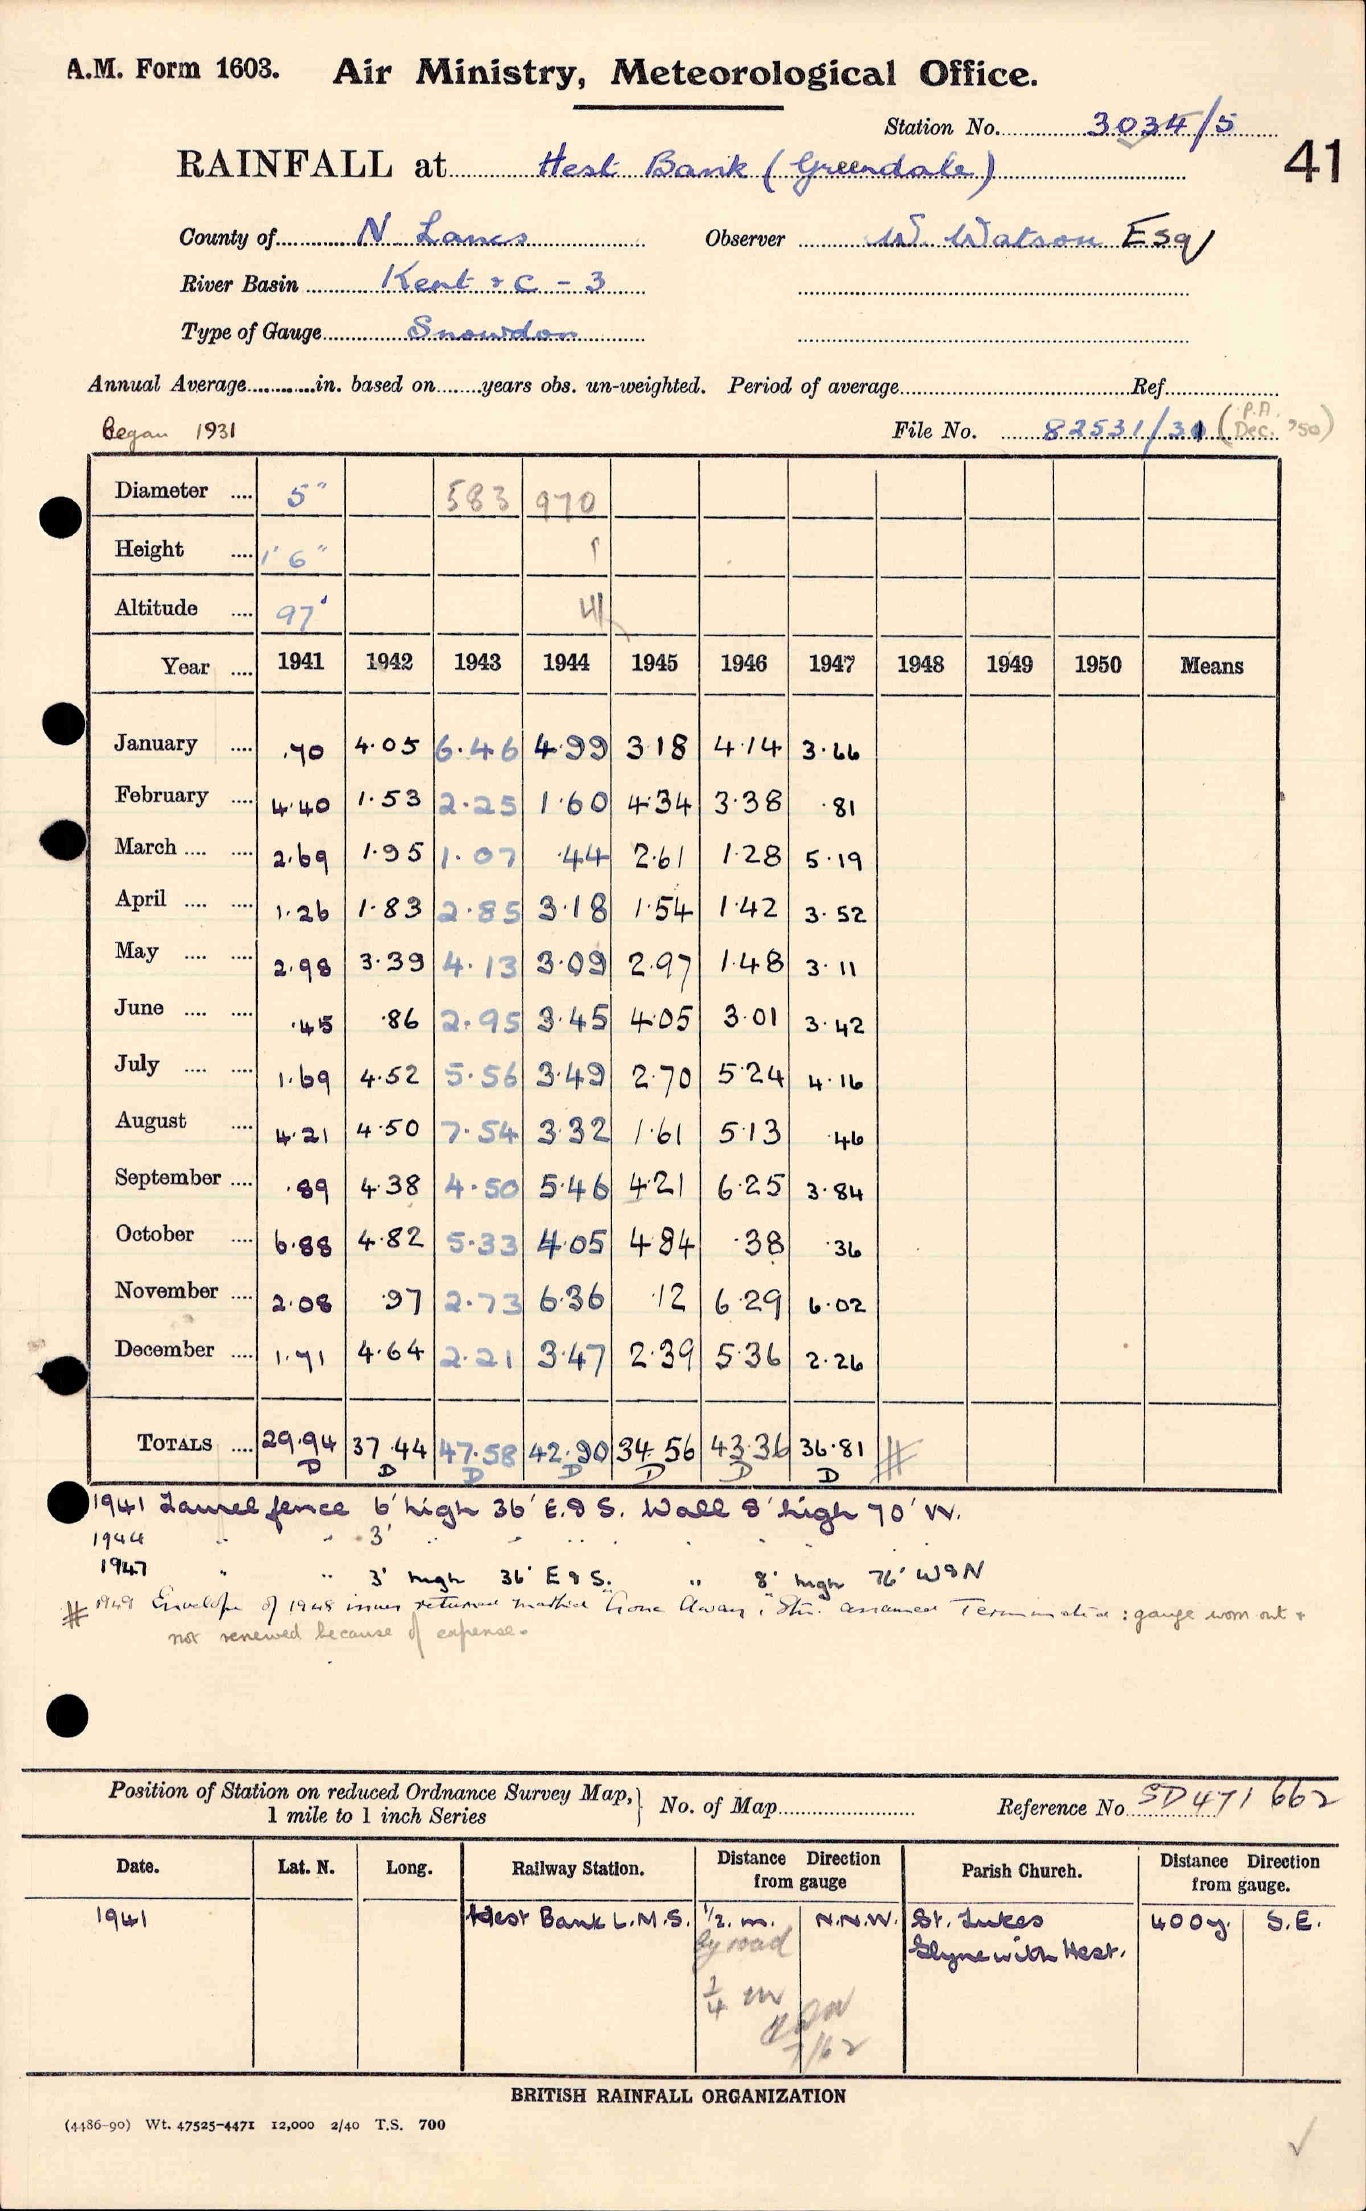 A.M. Form 1603. Air Ministry, Meteorological Office.
Station No. 3034/5
41
RAINFALL at Hest Bank (Greendale)
County of N Lancs Observer W. Watson Esq
River Basin Kent & C - 3
Type of Gauge Snowdon
Annual Average in. based on years obs. un-weighted. Period of average Ref
began 1931 File No. 82531/31 (P.A. Dec. '50)
Diameter 5" 583 970
Height 1' 6" 1
Altitude 97'
Year 1941 1942 1943 1944 1945 1946 1947 1948 1949 1950 Means
January .70 4.05 6.46 4.99 3.18 4.14 3.66
February 4.40 1.53 2.25 1.60 4.34 3.38 .81
March 2.69 1.95 1.07 .44 2.61 1.28 5.19
April 1.26 1.83 2.85 3.18 1.54 1.42 3.52
May 2.98 3.39 4.13 3.09 2.97 1.48 3.11
June .45 .86 2.95 3.45 4.05 3.01 3.42
July 1.69 4.52 5.56 3.49 2.70 5.24 4.16
August 4.21 4.50 7.54 3.32 1.61 5.13 .46
September .89 4.38 4.50 5.46 4.21 6.25 3.84
October 6.88 4.82 5.33 4.05 4.94 .38 .36
November 2.08 .97 2.73 6.36 .12 6.29 6.02
December 1.71 4.64 2.21 3.47 2.39 5.36 2.26
TOTALS 29.94 37.44 47.58 42.90 34.56 43.36 36.81 #
D D D D D D D
1941 Laurel fence 6' high 36' E. & S. Wall 8' high 70' W.
1944 " " 3' " " " " "
1947 " " 3' high 36' E & S. " 8' high 76' W & N
# 1949 Envelope of 1948 issues returned marked "Gone Away". Stn. assumed Terminated: gauge worn out &
not renewed because of expense.
Position of Station on reduced Ordnance Survey Map, 1 mile to 1 inch Series } No. of Map Reference No SD 471 662
Date. Lat. N. Long. Railway Station. Distance Direction from gauge Parish Church. Distance Direction from gauge.
1941 Hest Bank L.M.S. 1/2 m. N.N.W. St. Lukes 400y. S.E.
by road Slyne with Hest.
3/4 m
7/62
BRITISH RAINFALL ORGANIZATION
(4486-90) Wt. 47525-4471 12,000 2/40 T.S. 700